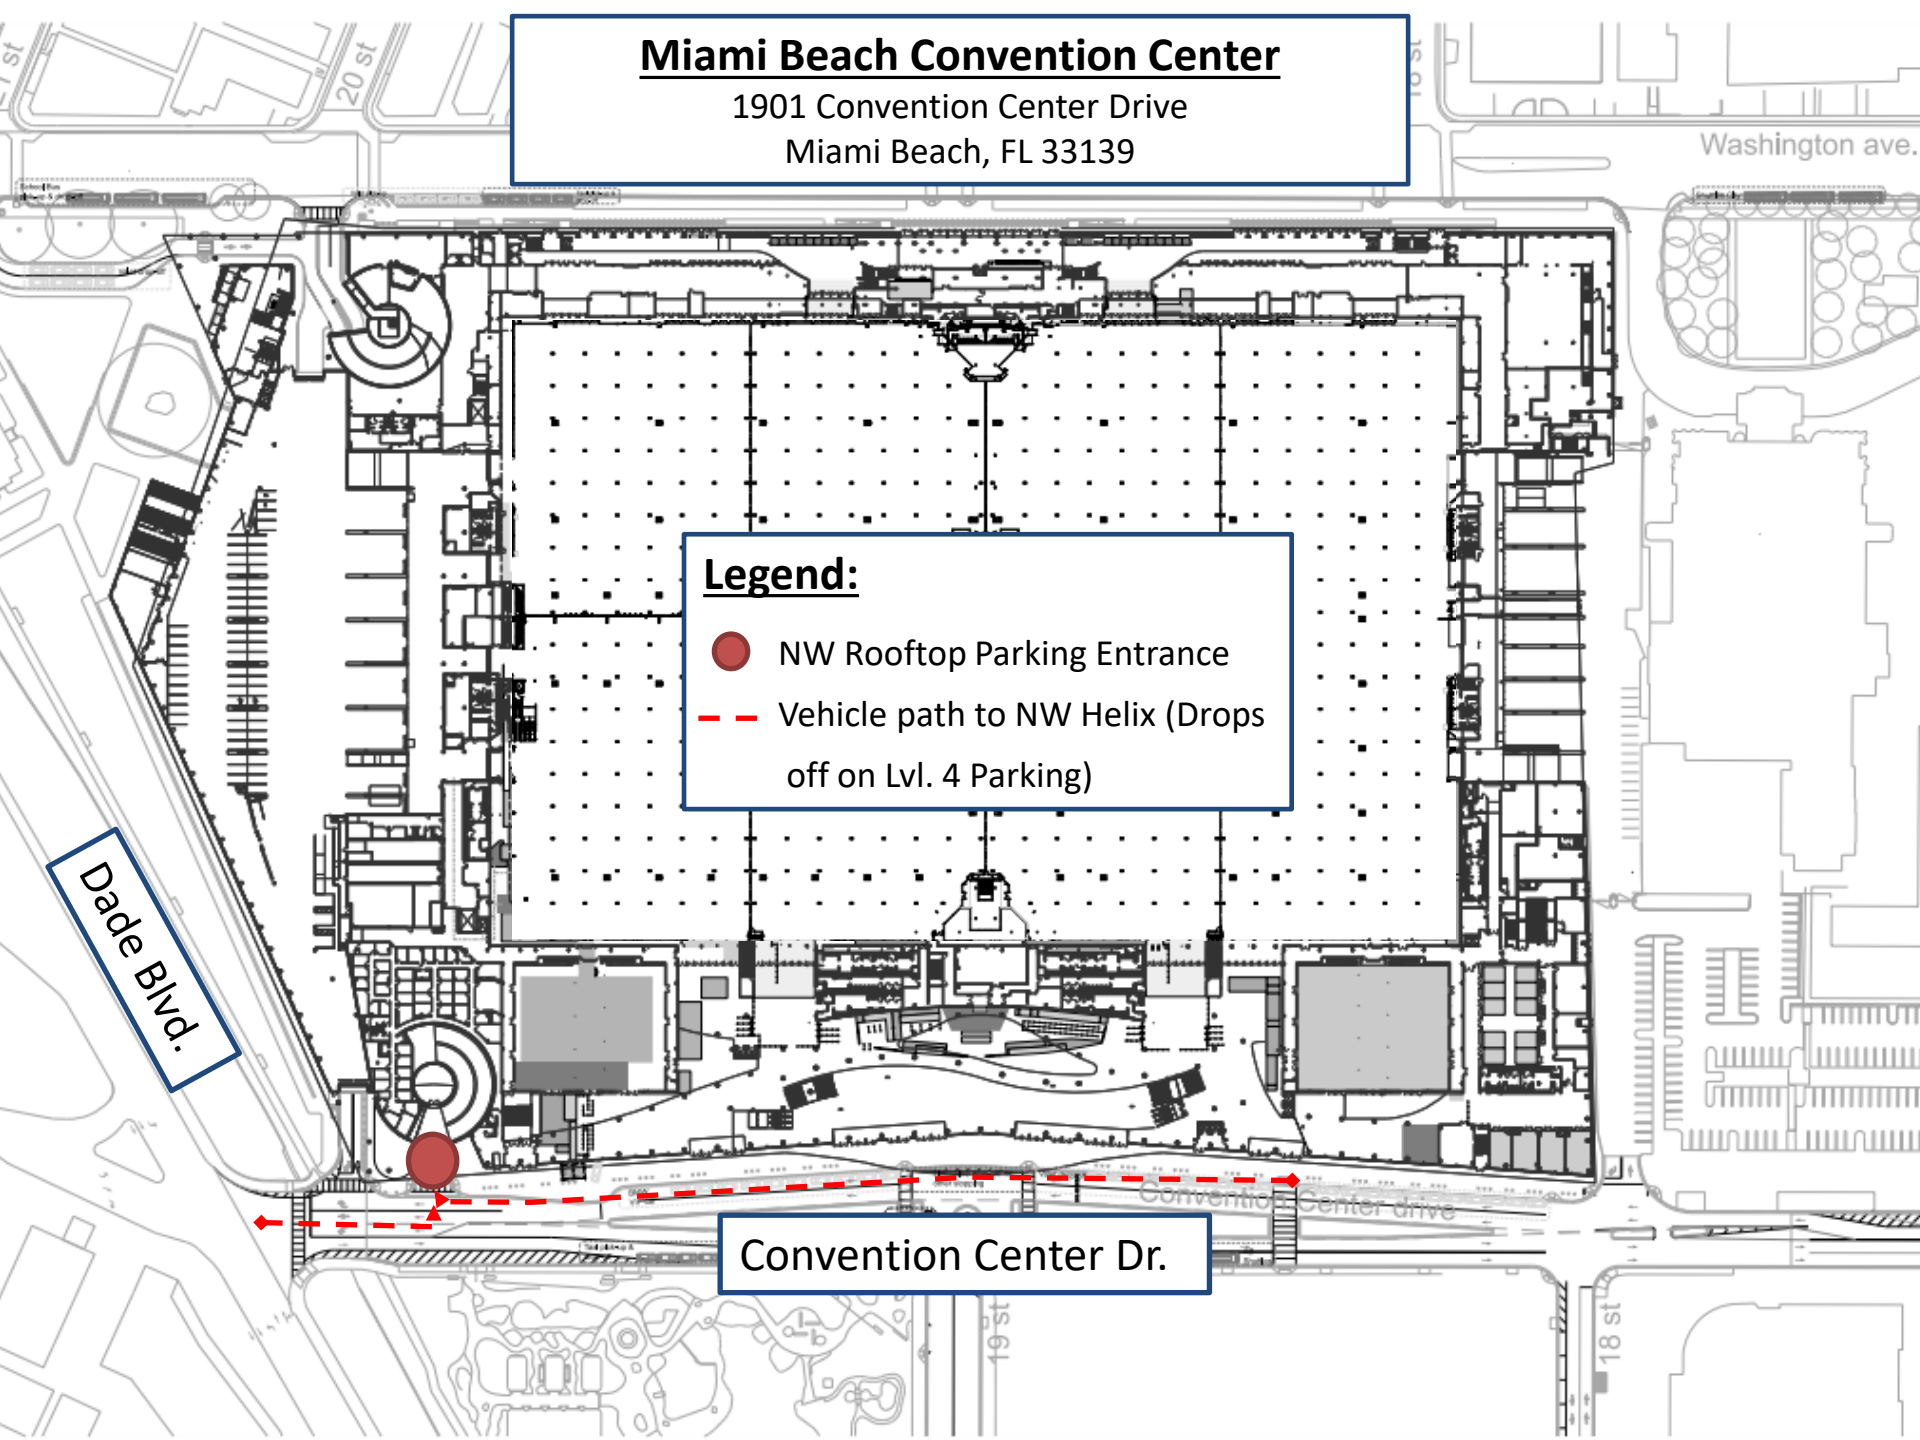 Miami Beach Convention Center
1901 Convention Center Drive
Miami Beach, FL 33139
20 st
Washington ave.
Legend:
NW Rooftop Parking Entrance
Vehicle path to NW Helix (Drops
off on Lvl. 4 Parking)
Dade Blvd.
Convention Center drive
Convention Center Dr.
19 st
18 st